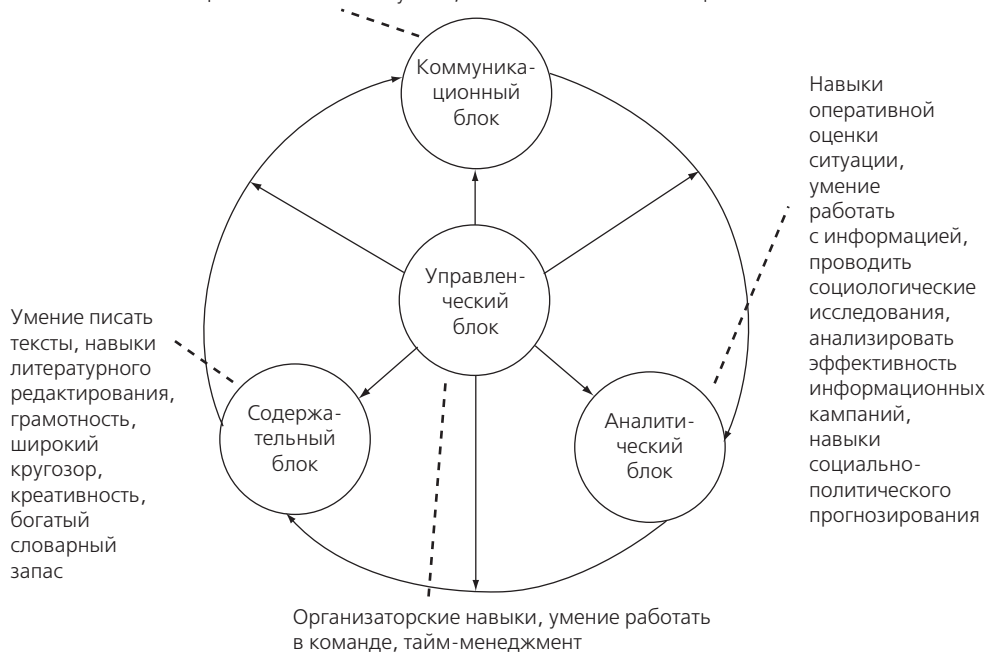 Коммуника-
ционный
блок
Навыки
оперативной
оценки
ситуации,
умение
работать
с информацией,
проводить
социологические
исследования,
анализировать
эффективность
информационных
кампаний,
навыки
социально-
политического
прогнозирования
Управлен-
ческий
блок
Умение писать
тексты, навыки
литературного
редактирования,
грамотность,
широкий
кругозор,
креативность,
богатый
словарный
запас
Содержа-
тельный
блок
Аналити-
ческий
блок
Организаторские навыки, умение работать
в команде, тайм-менеджмент